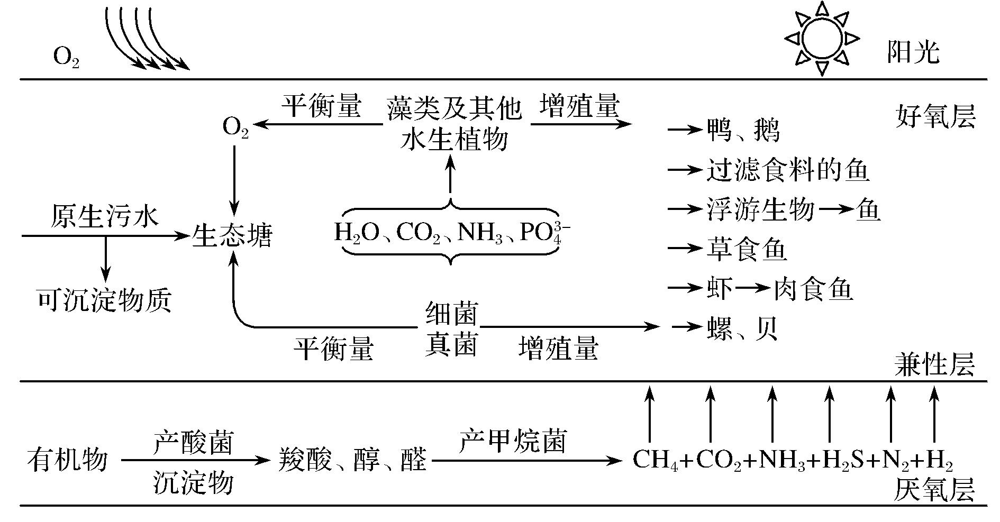 O₂
阳光
好氧层
平衡量
藻类及其他
水生植物
增殖量
O₂
鸭、鹅
过滤食料的鱼
浮游生物→鱼
草食鱼
虾→肉食鱼
螺、贝
原生污水
生态塘
可沉淀物质
H₂O、CO₂、NH₃、PO₄³⁻
细菌
真菌
平衡量
增殖量
兼性层
有机物
产酸菌
沉淀物
羧酸、醇、醛
产甲烷菌
CH₄+CO₂+NH₃+H₂S+N₂+H₂
厌氧层